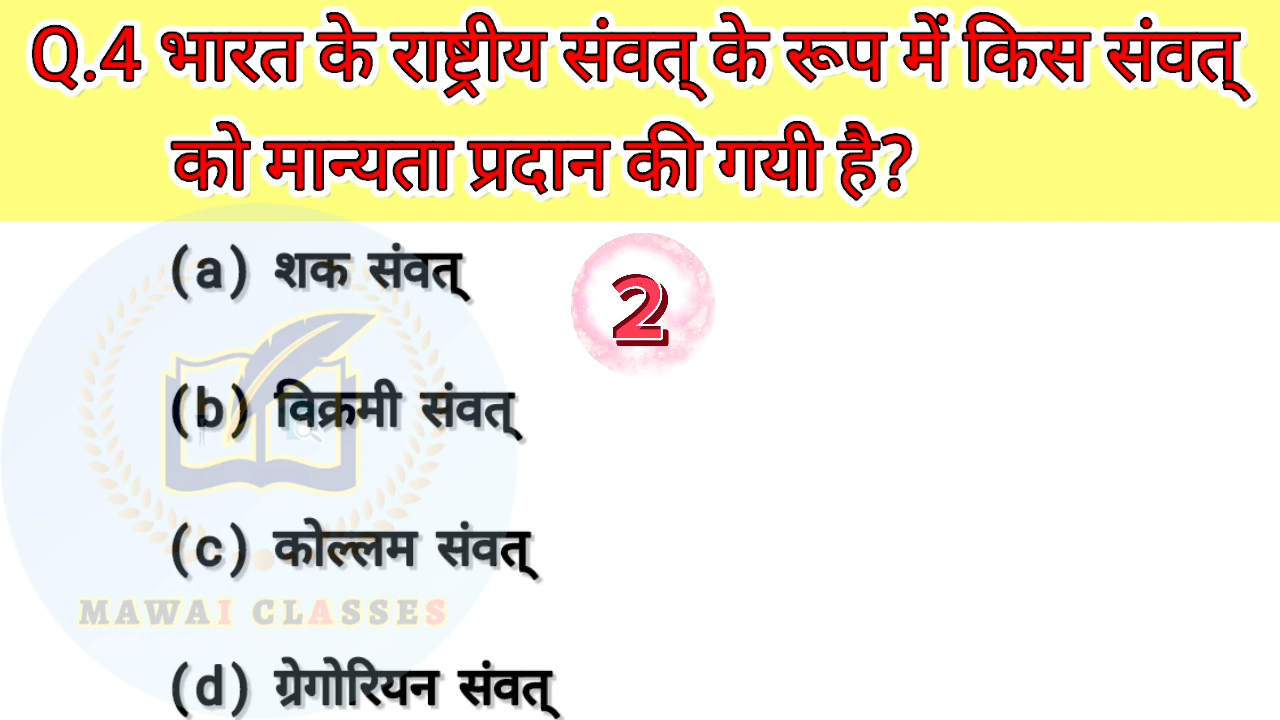 Q.4 भारत के राष्ट्रीय संवत् के रूप में किस संवत्
को मान्यता प्रदान की गयी है?
(a) शक संवत्
2
(b) विक्रमी संवत्
(c) कोल्लम संवत्
MAWAI CLASSES
(d) ग्रेगोरियन संवत्